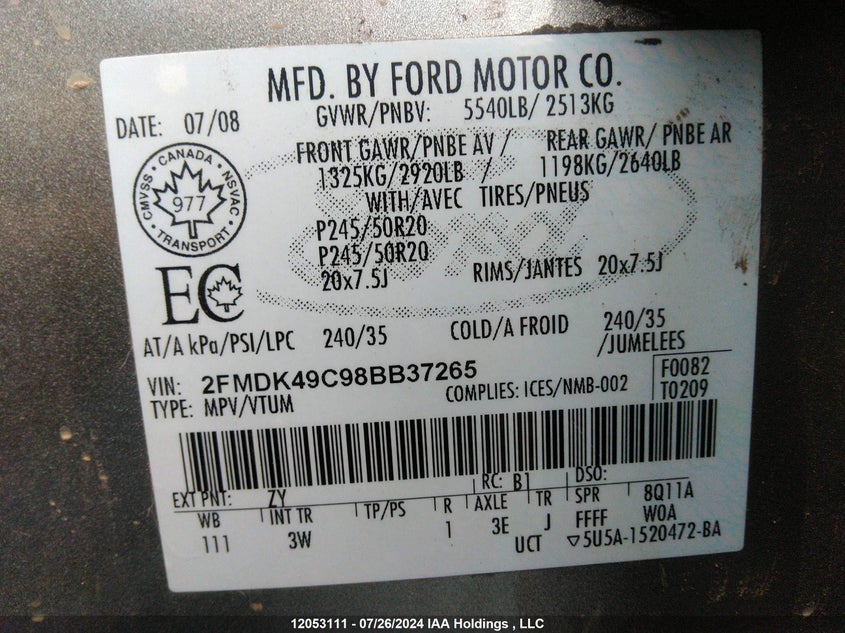 MFD. BY FORD MOTOR CO.
DATE: 07/08
GVWR/PNBV: 5540LB/ 2513KG
FRONT GAWR/PNBE AV / REAR GAWR/ PNBE AR
1325KG/2920LB / 1198KG/2640LB
WITH/AVEC TIRES/PNEUS
P245/50R20
P245/50R20
20x7.5J RIMS/JANTES 20x7.5J
CMVSS • CANADA • NSVAC • TRANSPORT •
977
EC
AT/A kPa/PSI/LPC 240/35 COLD/A FROID 240/35
/JUMELEES
VIN: 2FMDK49C98BB37265
TYPE: MPV/VTUM COMPLIES: ICES/NMB-002
F0082
T0209
EXT PNT: ZY RC: B1 DSO:
WB INT TR TP/PS R AXLE TR SPR 8Q11A
111 3W 1 3E J FFFF W0A
UCT ▽5U5A-1520472-BA
12053111 - 07/26/2024 IAA Holdings , LLC